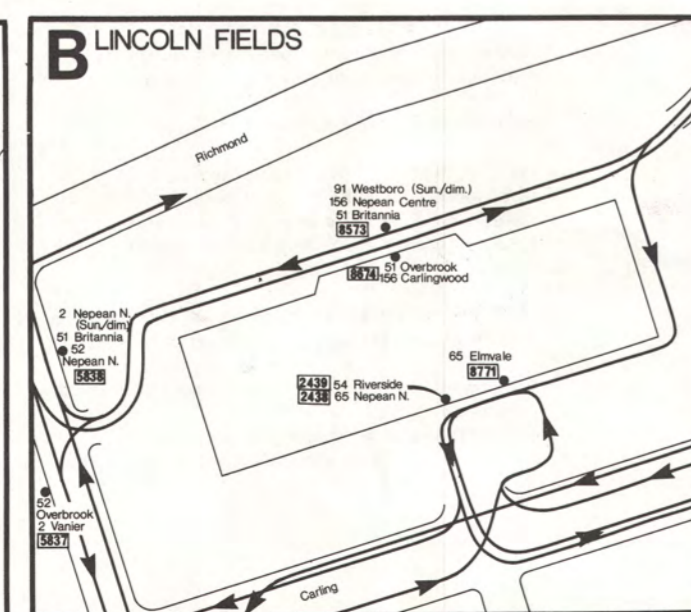 B LINCOLN FIELDS
Richmond
91 Westboro (Sun./dim.)
156 Nepean Centre
51 Britannia
8573
8674 51 Overbrook
156 Carlingwood
2 Nepean N.
(Sun./dim)
51 Britannia
52
Nepean N.
5838
65 Elmvale
8771
2439 54 Riverside
2438 65 Nepean N.
52
Overbrook
2 Vanier
5837
Carling